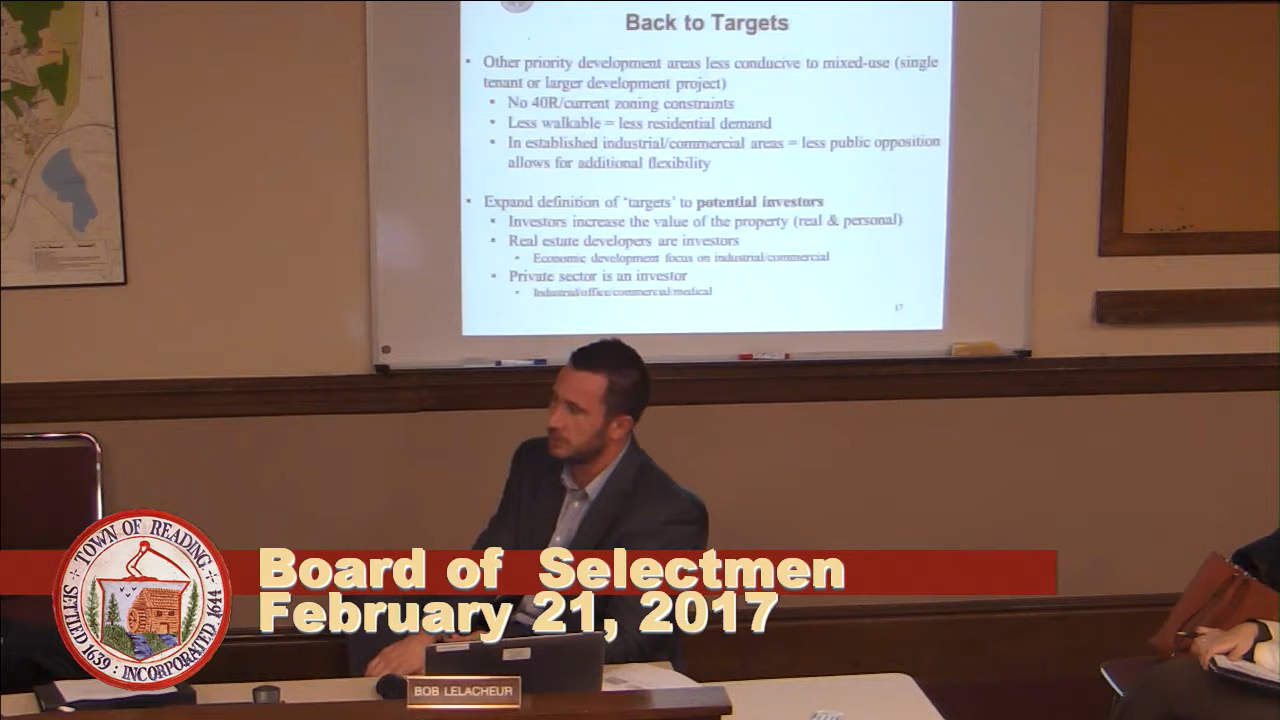 Back to Targets
• Other priority development areas less conducive to mixed-use (single
tenant or larger development project)
• No 40R/current zoning constraints
• Less walkable = less residential demand
• In established industrial/commercial areas = less public opposition
allows for additional flexibility
• Expand definition of ‘targets’ to potential investors
• Investors increase the value of the property (real & personal)
• Real estate developers are investors
• Economic development focus on industrial/commercial
• Private sector is an investor
• Industrial/office/commercial/medical
17
TOWN OF READING
SETTLED 1639 : INCORPORATED 1644
Board of Selectmen
February 21, 2017
BOB LELACHEUR